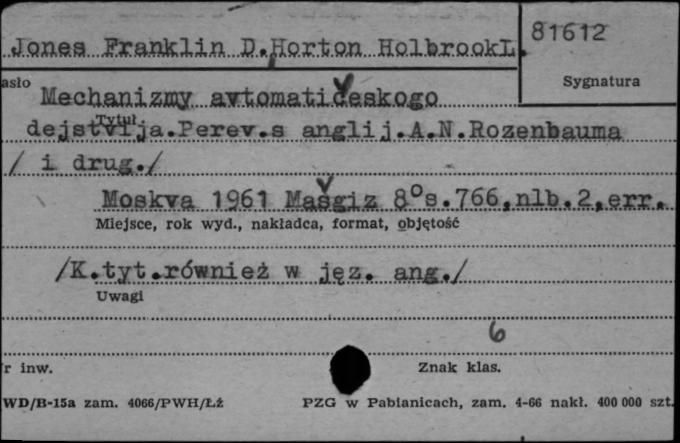 Jones Franklin D.,Horton HolbrookL.
81612
asło
Sygnatura
Mechanizmy avtomatičeskogo
Tytuł
dejstvija.Perev.s anglij.A.N.Rozenbauma
/ i drug./
Moskva 1961 Mašgiz 8°s.766,nlb.2,err.
Miejsce, rok wyd., nakładca, format, objętość
/K.tyt.również w jęz. ang./
Uwagi
6
r inw.
Znak klas.
WD/B-15a zam. 4066/PWH/Łź
PZG w Pabianicach, zam. 4-66 nakł. 400 000 szt.